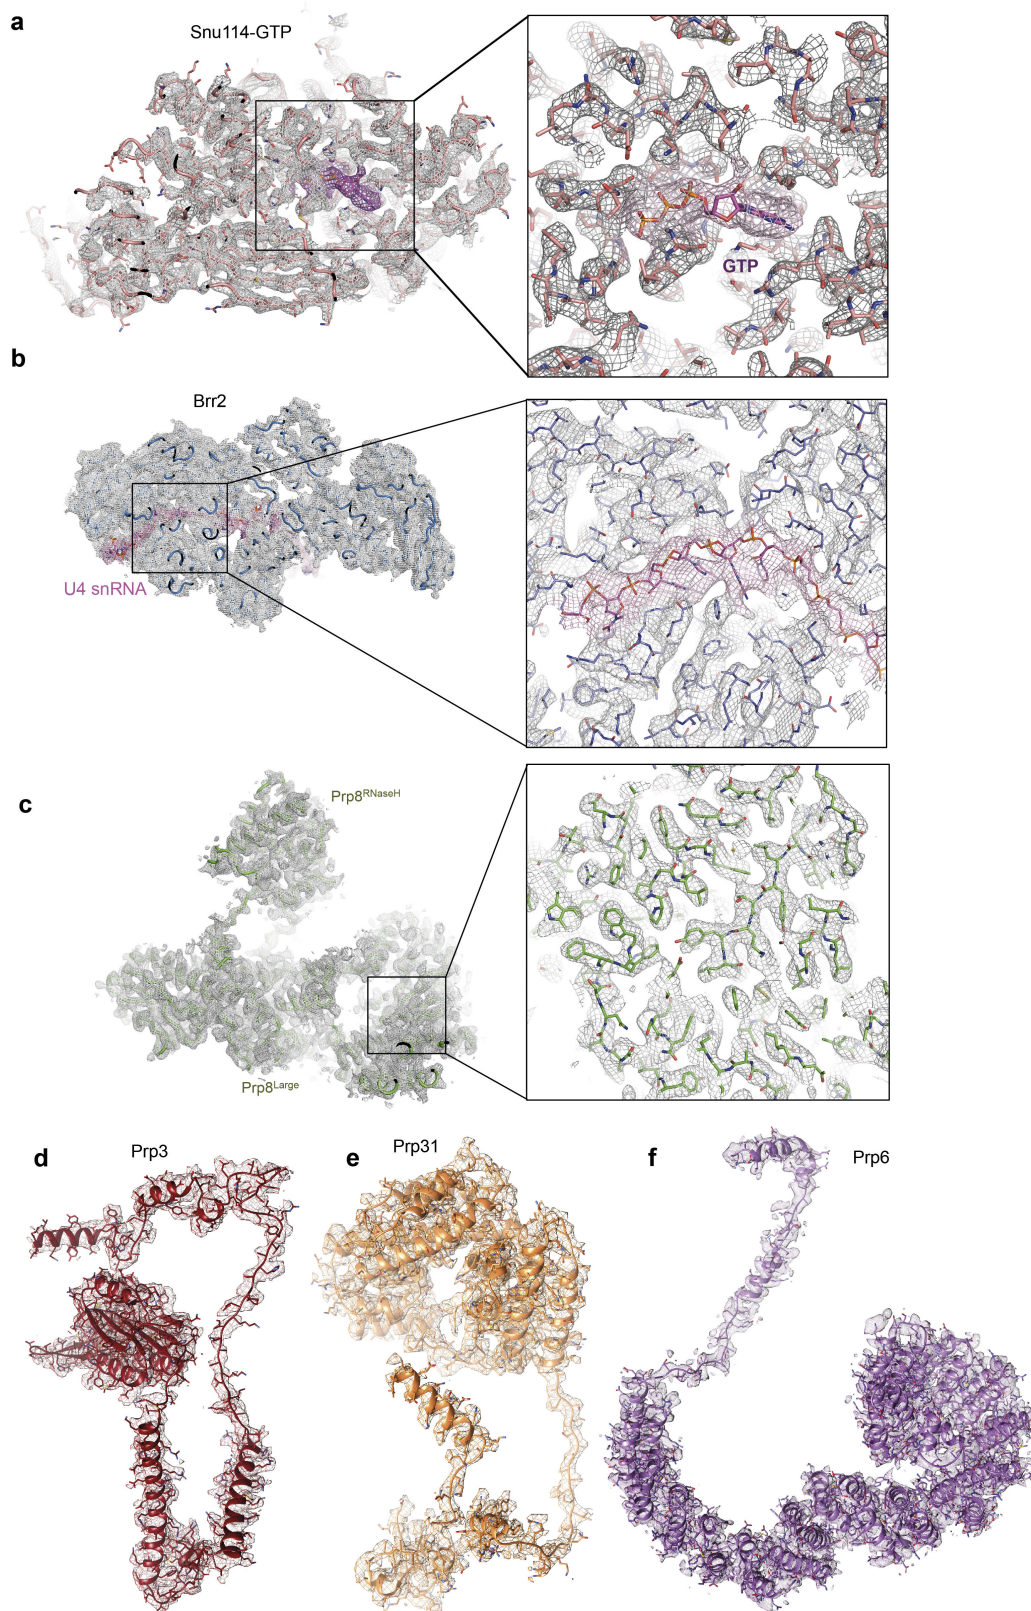 a
Snu114-GTP
GTP
b
Brr2
U4 snRNA
c
Prp8RNaseH
Prp8Large
d
Prp3
e
Prp31
f
Prp6